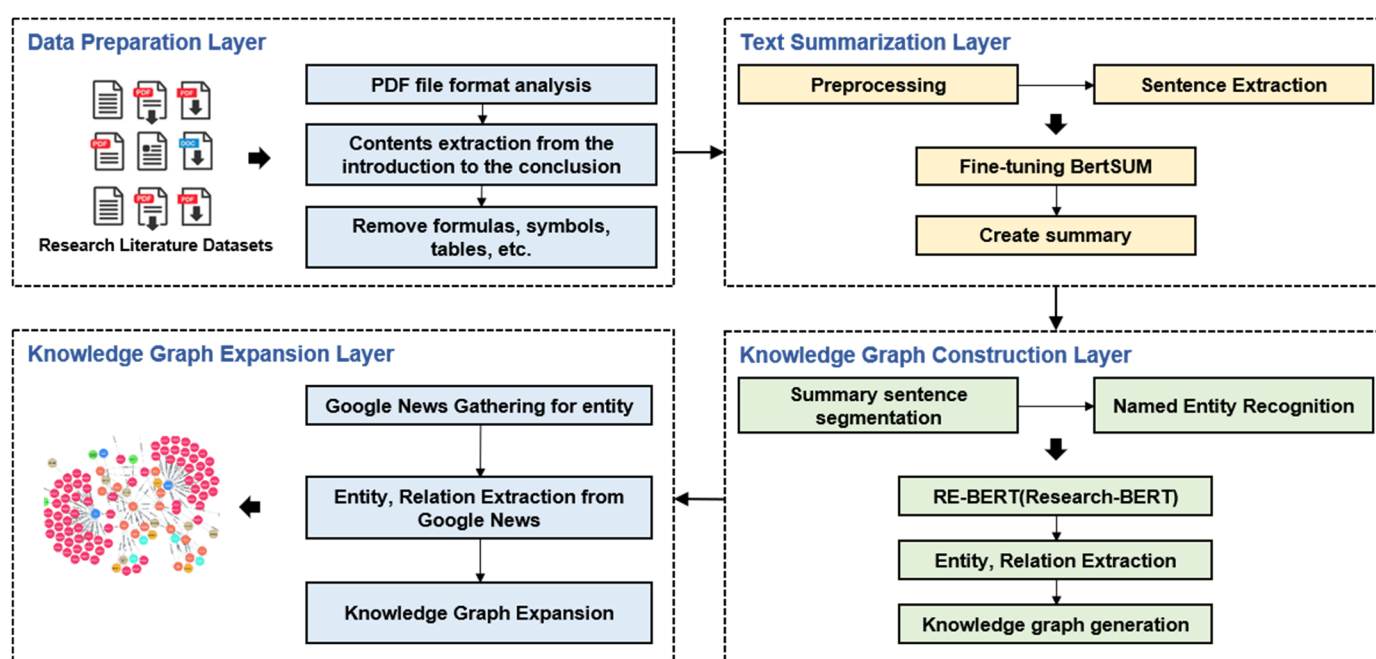 Data Preparation Layer
PDF
PDF
PDF
DOC
PDF
PDF
Research Literature Datasets
PDF file format analysis
Contents extraction from the
introduction to the conclusion
Remove formulas, symbols,
tables, etc.
Text Summarization Layer
Preprocessing
Sentence Extraction
Fine-tuning BertSUM
Create summary
Knowledge Graph Construction Layer
Summary sentence
segmentation
Named Entity Recognition
RE-BERT(Research-BERT)
Entity, Relation Extraction
Knowledge graph generation
Knowledge Graph Expansion Layer
Google News Gathering for entity
Entity, Relation Extraction from
Google News
Knowledge Graph Expansion